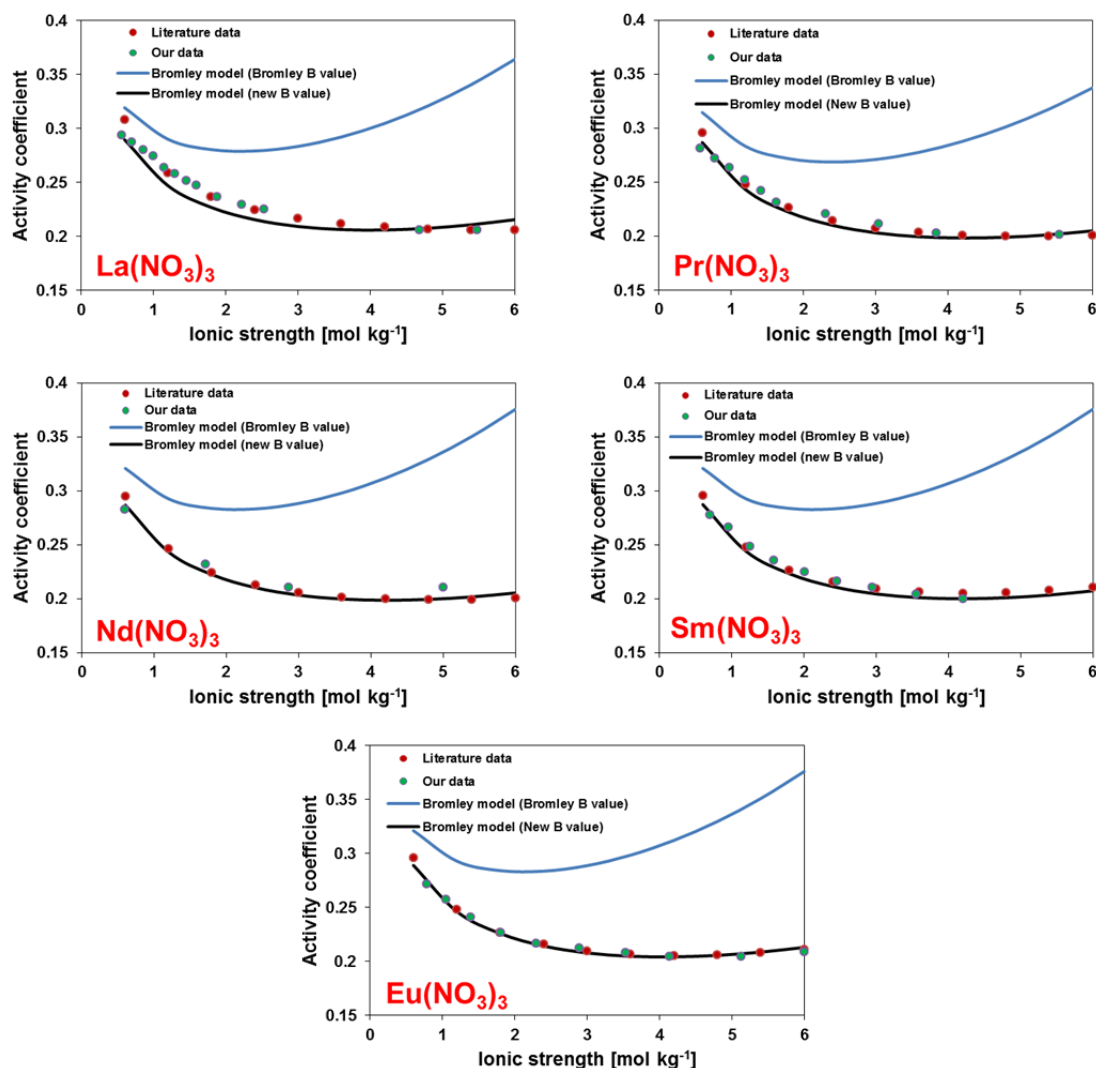 0.4
0.35
0.3
0.25
0.2
0.15
Activity coefficient
Literature data
Our data
Bromley model (Bromley B value)
Bromley model (new B value)
La(NO3)3
0 1 2 3 4 5 6
Ionic strength [mol kg-1]
0.4
0.35
0.3
0.25
0.2
0.15
Activity coefficient
Literature data
Our data
Bromley model (Bromley B value)
Bromley model (New B value)
Pr(NO3)3
0 1 2 3 4 5 6
Ionic strength [mol kg-1]
0.4
0.35
0.3
0.25
0.2
0.15
Activity coefficient
Literature data
Our data
Bromley model (Bromley B value)
Bromley model (new B value)
Nd(NO3)3
0 1 2 3 4 5 6
Ionic strength [mol kg-1]
0.4
0.35
0.3
0.25
0.2
0.15
Activity coefficient
Literature data
Our data
Bromley model (Bromley B value)
Bromley model (new B value)
Sm(NO3)3
0 1 2 3 4 5 6
Ionic strength [mol kg-1]
0.4
0.35
0.3
0.25
0.2
0.15
Activity coefficient
Literature data
Our data
Bromley model (Bromley B value)
Bromley model (New B value)
Eu(NO3)3
0 1 2 3 4 5 6
Ionic strength [mol kg-1]